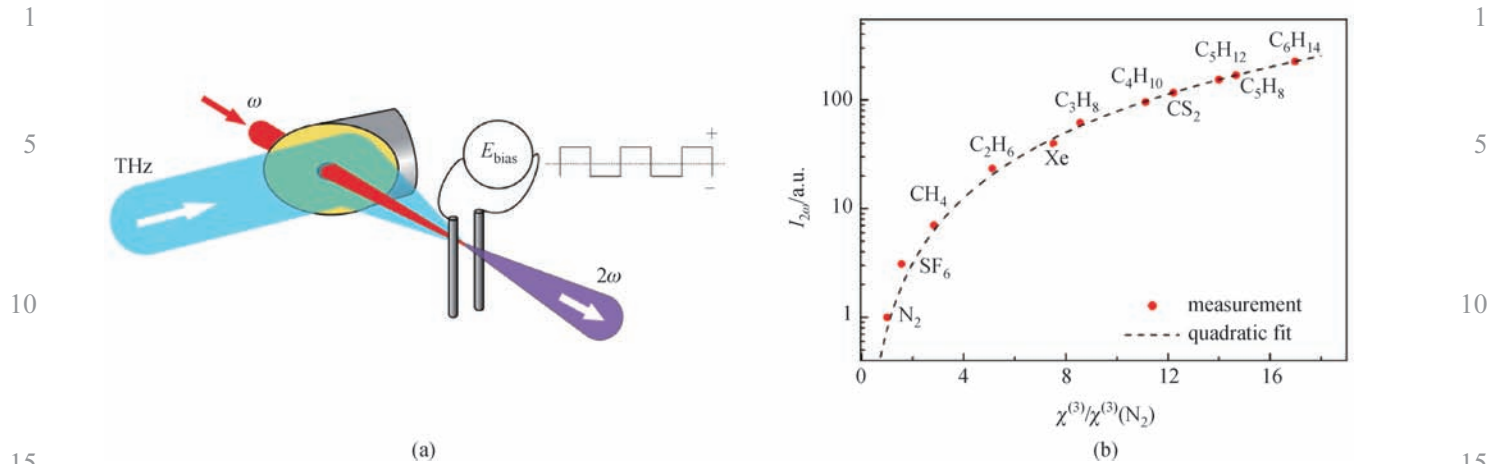 1
5
10
15
ω
THz
E_bias
+
−
2ω
(a)
I_2ω/a.u.
100
10
1
0
4
8
12
16
χ^(3)/χ^(3)(N₂)
N₂
SF₆
CH₄
C₂H₆
Xe
C₃H₈
C₄H₁₀
CS₂
C₅H₁₂
C₅H₈
C₆H₁₄
measurement
quadratic fit
(b)
1
5
10
15